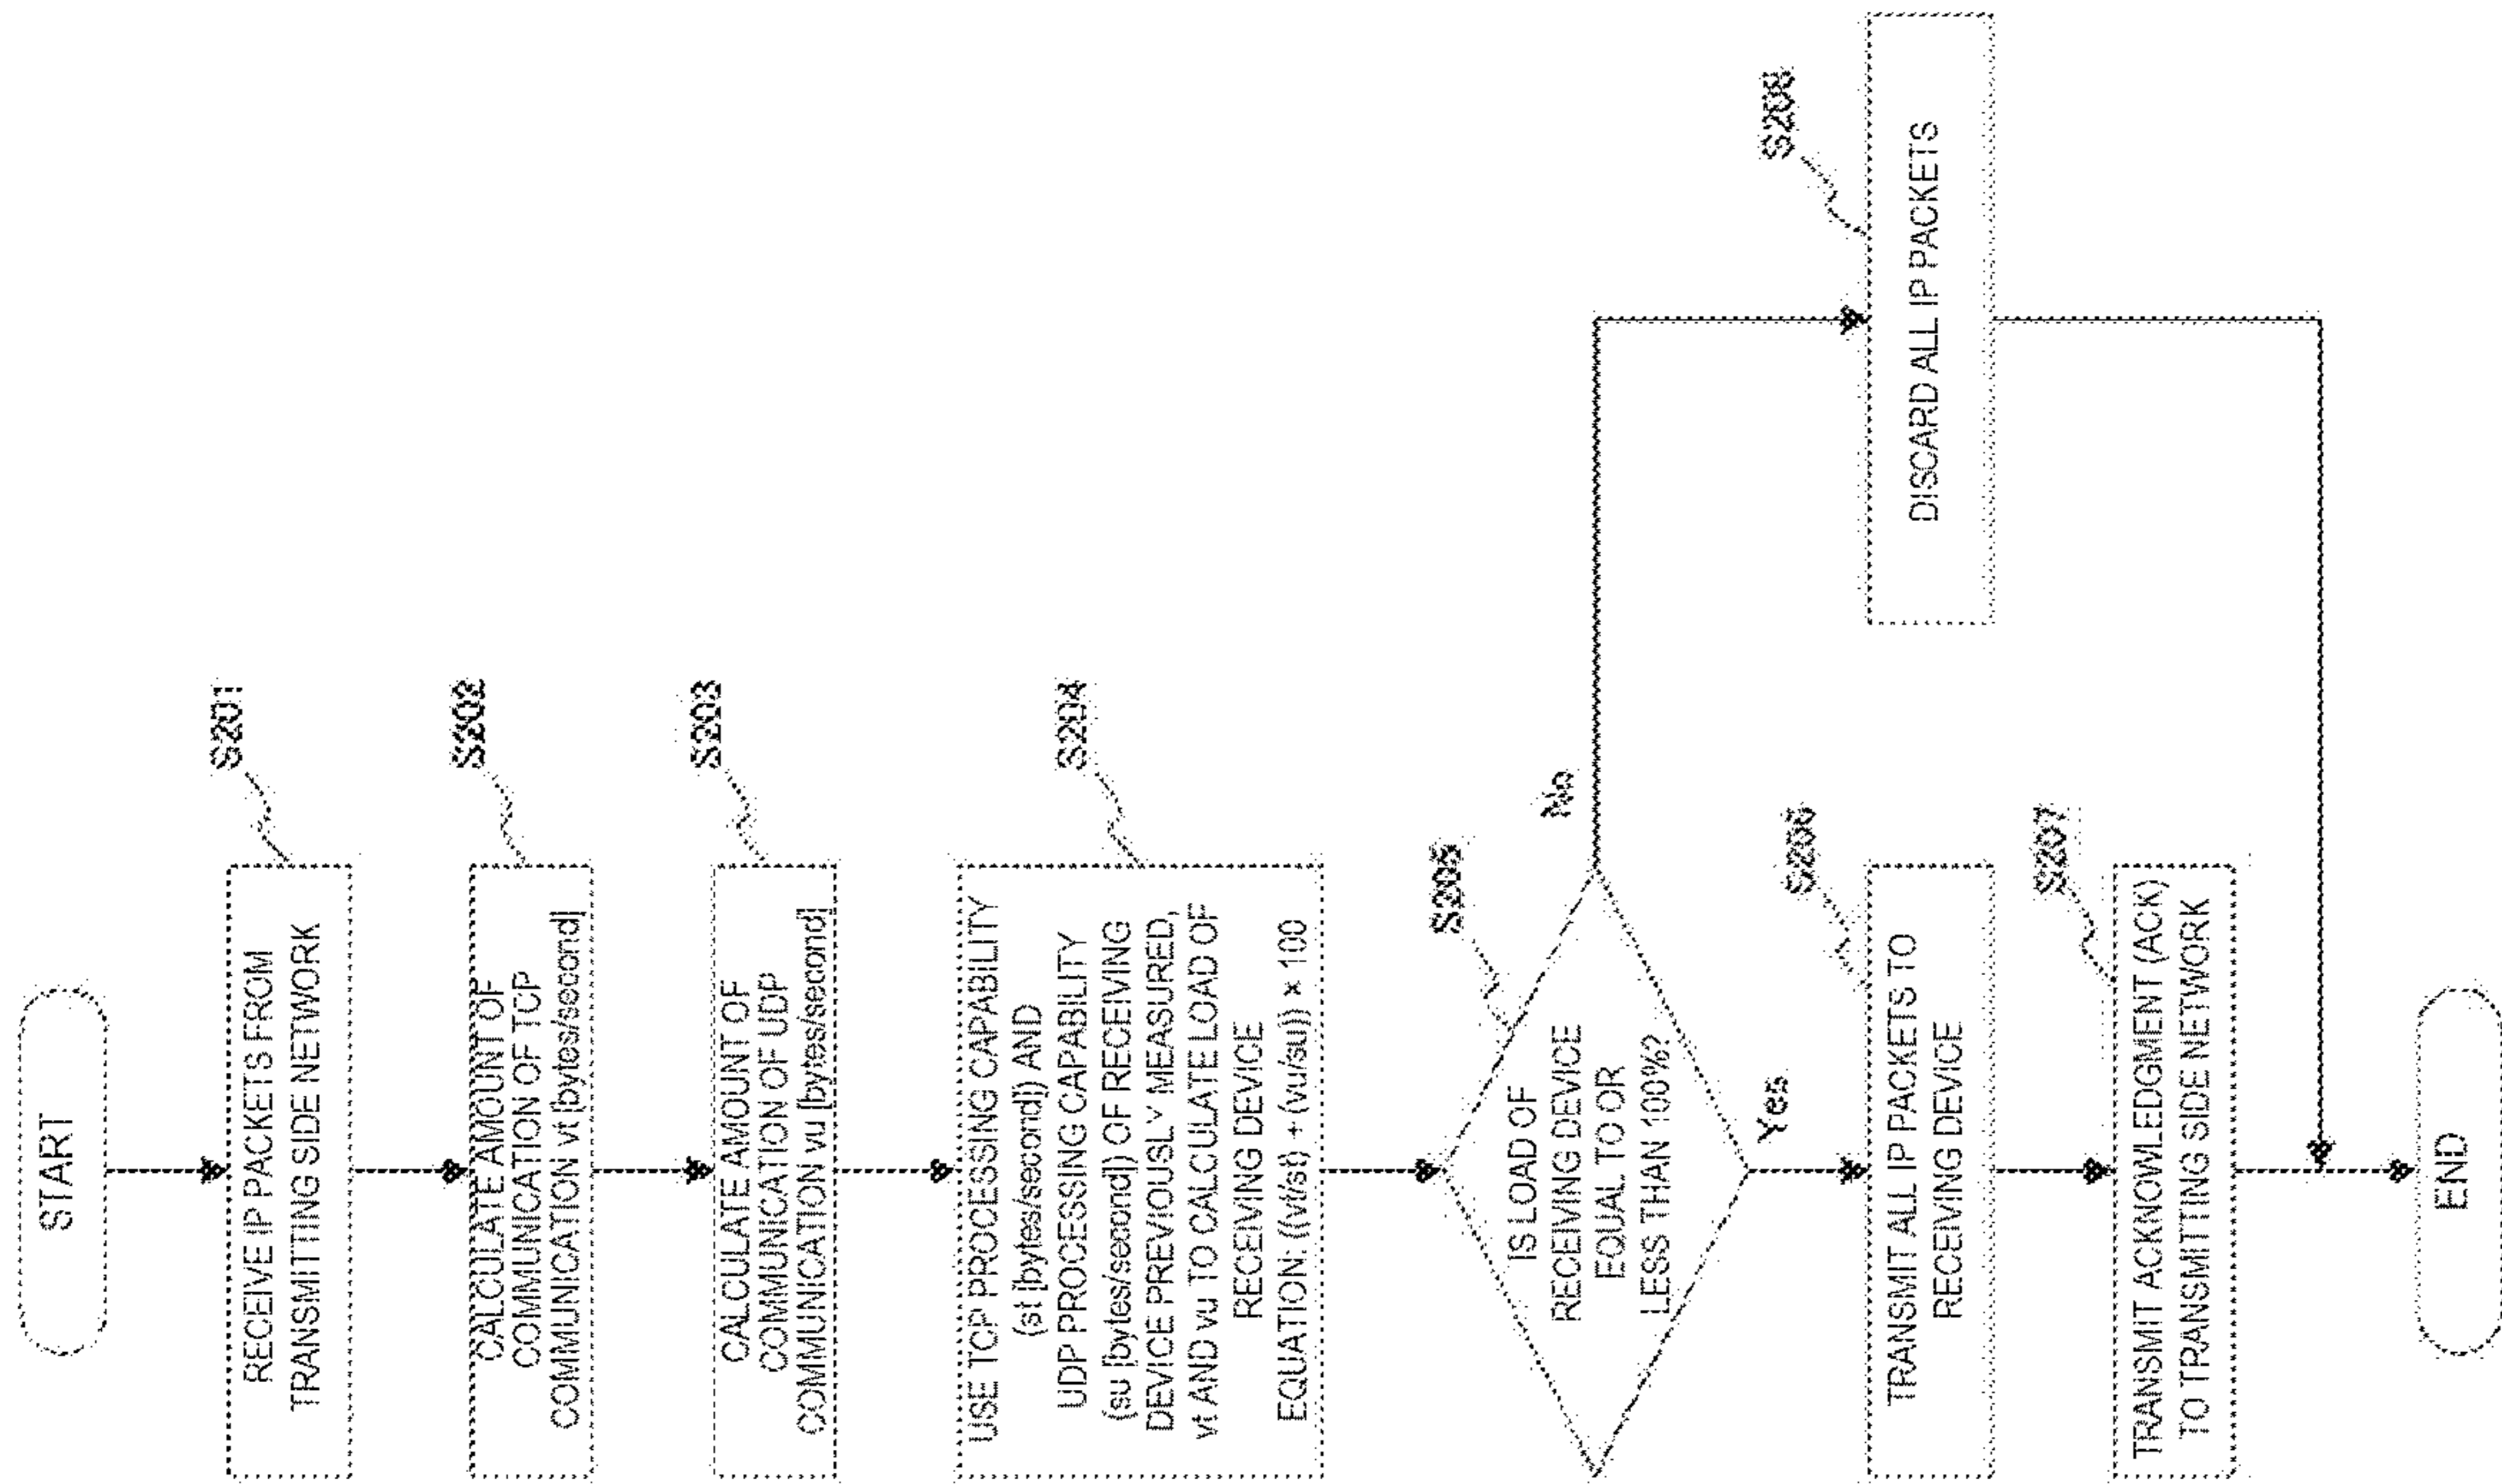 START
S201
RECEIVE IP PACKETS FROM
TRANSMITTING SIDE NETWORK
S202
CALCULATE AMOUNT OF
COMMUNICATION OF TCP
COMMUNICATION vt [bytes/second]
S203
CALCULATE AMOUNT OF
COMMUNICATION OF UDP
COMMUNICATION vu [bytes/second]
S204
USE TCP PROCESSING CAPABILITY
(st [bytes/second]) AND
UDP PROCESSING CAPABILITY
(su [bytes/second]) OF RECEIVING
DEVICE PREVIOUSLY MEASURED,
vt AND vu TO CALCULATE LOAD OF
RECEIVING DEVICE
EQUATION: ((vt/st) + (vu/su)) × 100
S205
IS LOAD OF
RECEIVING DEVICE
EQUAL TO OR
LESS THAN 100%?
No
Yes
S206
TRANSMIT ALL IP PACKETS TO
RECEIVING DEVICE
S208
DISCARD ALL IP PACKETS
S207
TRANSMIT ACKNOWLEDGMENT (ACK)
TO TRANSMITTING SIDE NETWORK
END